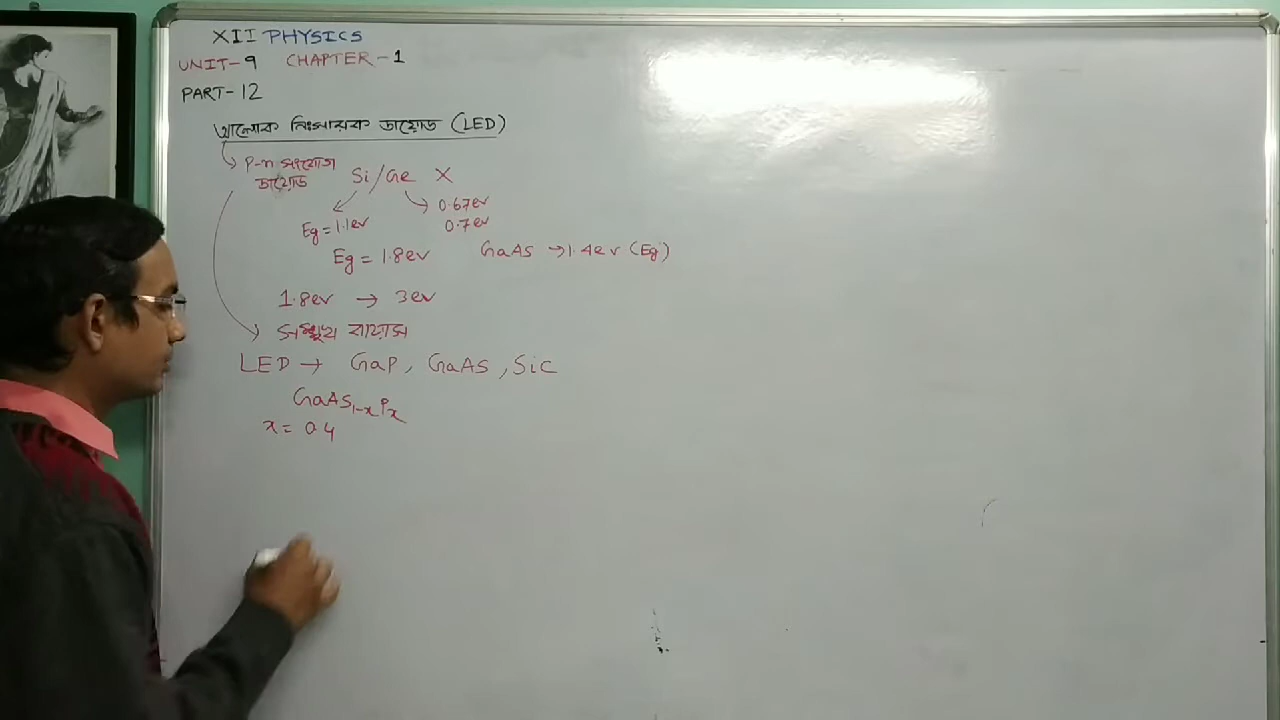 XII PHYSICS
UNIT-9 CHAPTER-1
PART-12
আলোক নিঃসারক ডায়োড (LED)
P-n সংযোগ
ডায়োড
Si/Ge X
Eg = 1.1ev
0.67ev
0.7ev
Eg = 1.8ev GaAs → 1.4ev (Eg)
1.8ev → 3ev
সম্মুখ বায়াস
LED → GaP, GaAs, SiC
GaAs1-xPx
x = 0.4